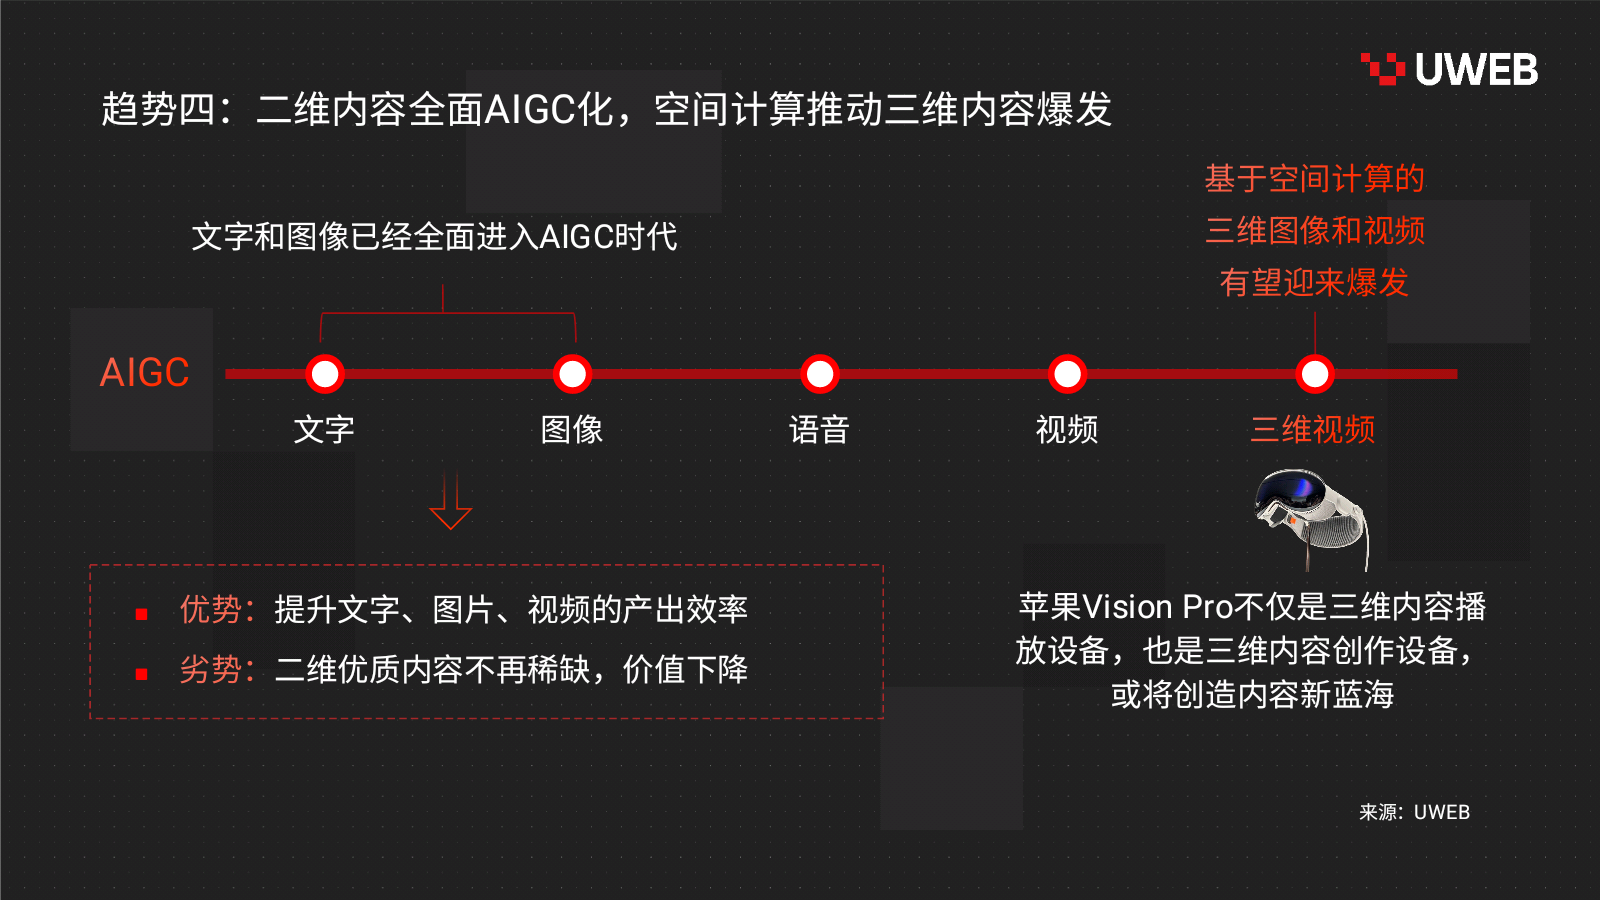 UWEB
趋势四：二维内容全面AIGC化，空间计算推动三维内容爆发
基于空间计算的
三维图像和视频
有望迎来爆发
文字和图像已经全面进入AIGC时代
AIGC
文字
图像
语音
视频
三维视频
优势：提升文字、图片、视频的产出效率
劣势：二维优质内容不再稀缺，价值下降
苹果Vision Pro不仅是三维内容播
放设备，也是三维内容创作设备，
或将创造内容新蓝海
来源：UWEB